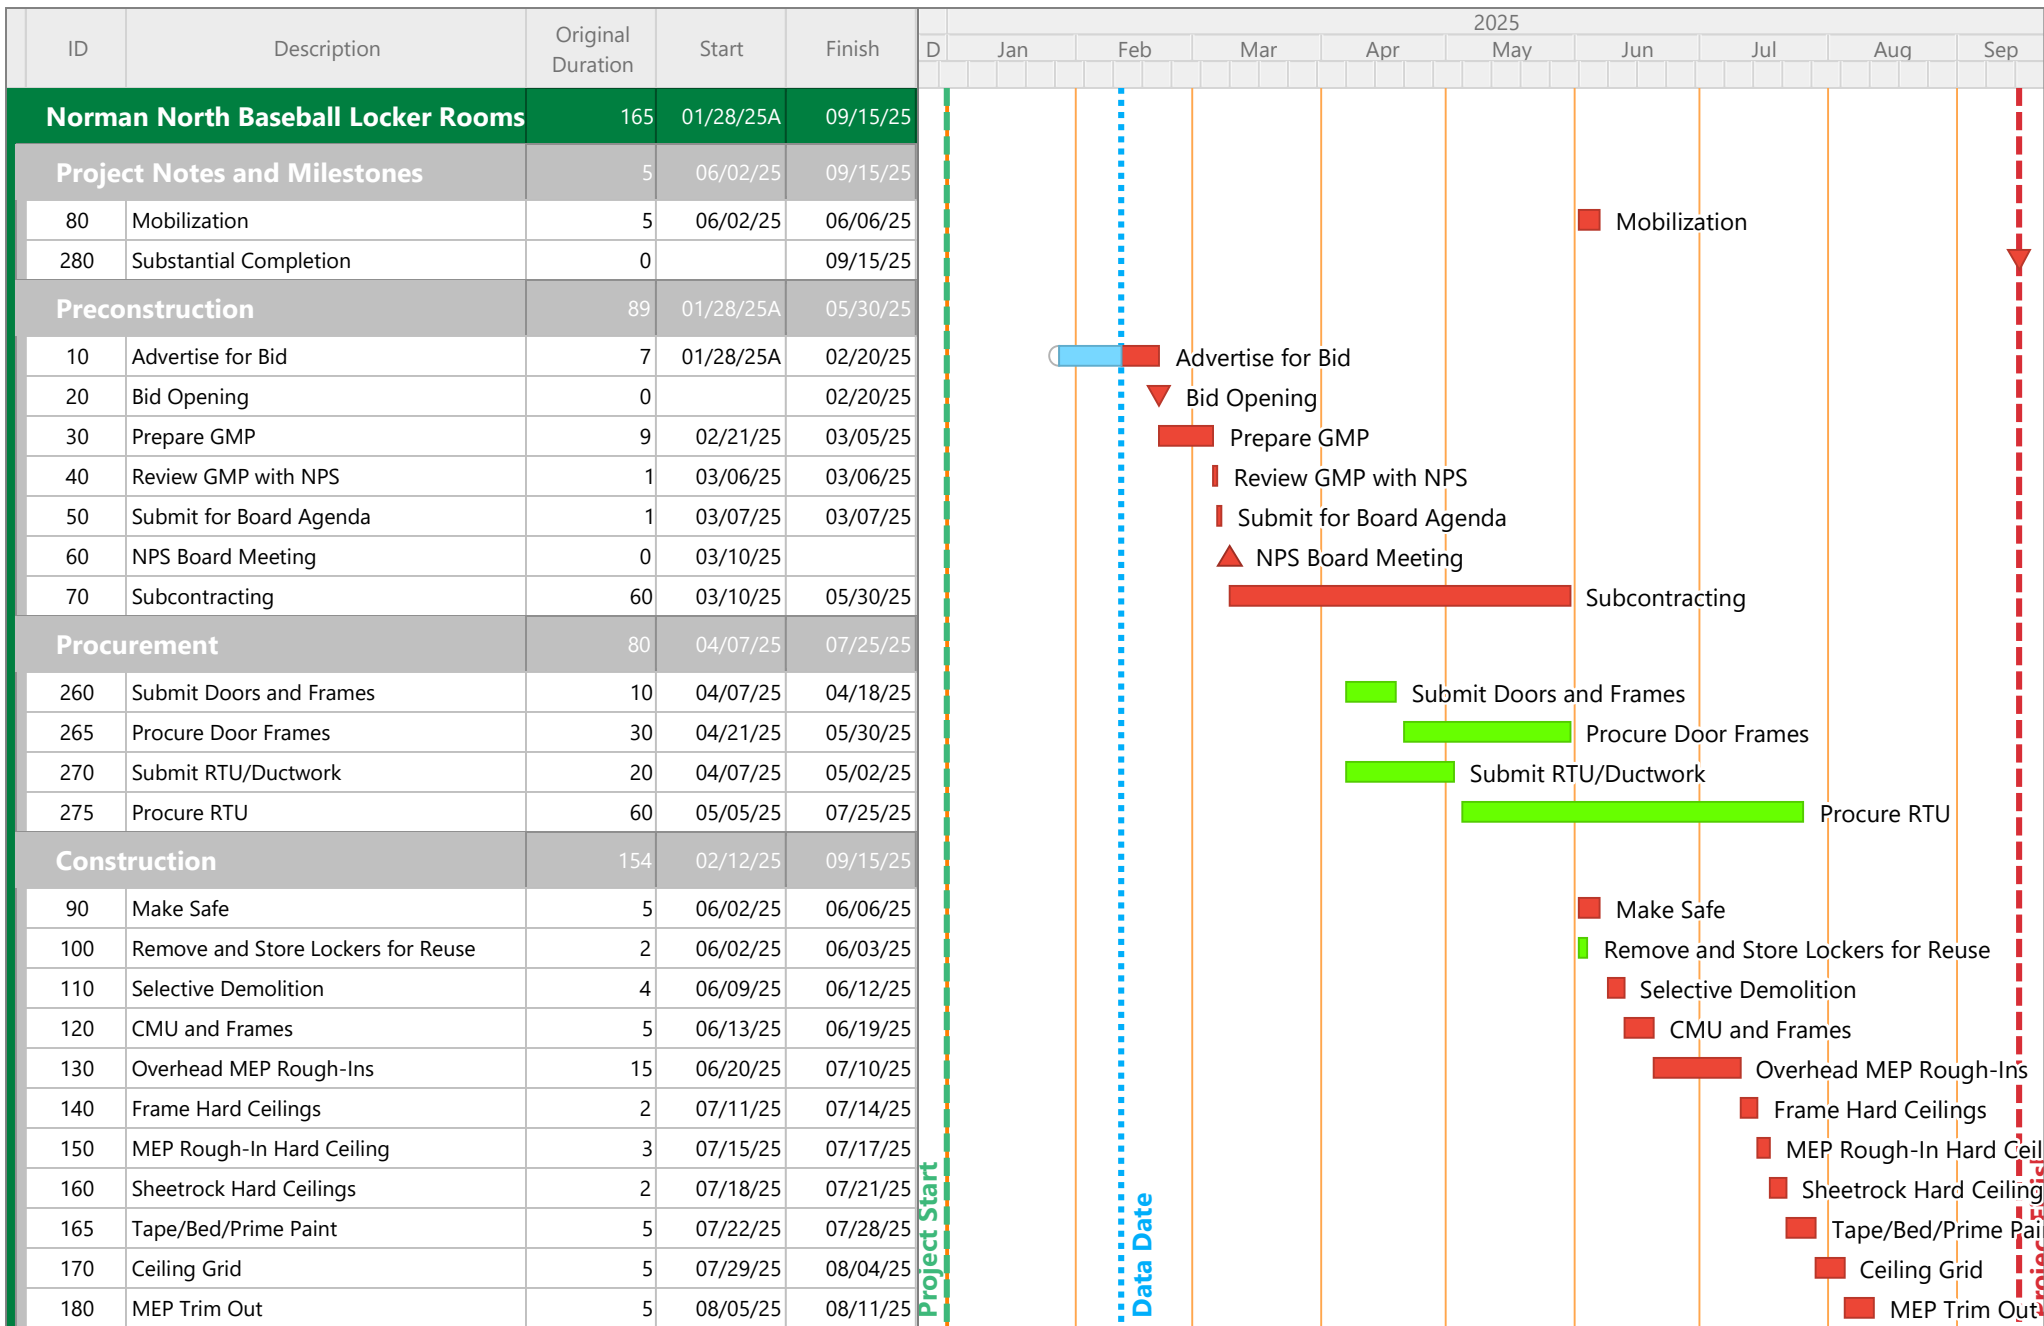 2025
ID Description Original Duration Start Finish D Jan Feb Mar Apr May Jun Jul Aug Sep
Norman North Baseball Locker Rooms 165 01/28/25A 09/15/25
Project Notes and Milestones 5 06/02/25 09/15/25
80 Mobilization 5 06/02/25 06/06/25 Mobilization
280 Substantial Completion 0 09/15/25
Preconstruction 89 01/28/25A 05/30/25
10 Advertise for Bid 7 01/28/25A 02/20/25 Advertise for Bid
20 Bid Opening 0 02/20/25 Bid Opening
30 Prepare GMP 9 02/21/25 03/05/25 Prepare GMP
40 Review GMP with NPS 1 03/06/25 03/06/25 Review GMP with NPS
50 Submit for Board Agenda 1 03/07/25 03/07/25 Submit for Board Agenda
60 NPS Board Meeting 0 03/10/25 NPS Board Meeting
70 Subcontracting 60 03/10/25 05/30/25 Subcontracting
Procurement 80 04/07/25 07/25/25
260 Submit Doors and Frames 10 04/07/25 04/18/25 Submit Doors and Frames
265 Procure Door Frames 30 04/21/25 05/30/25 Procure Door Frames
270 Submit RTU/Ductwork 20 04/07/25 05/02/25 Submit RTU/Ductwork
275 Procure RTU 60 05/05/25 07/25/25 Procure RTU
Construction 154 02/12/25 09/15/25
90 Make Safe 5 06/02/25 06/06/25 Make Safe
100 Remove and Store Lockers for Reuse 2 06/02/25 06/03/25 Remove and Store Lockers for Reuse
110 Selective Demolition 4 06/09/25 06/12/25 Selective Demolition
120 CMU and Frames 5 06/13/25 06/19/25 CMU and Frames
130 Overhead MEP Rough-Ins 15 06/20/25 07/10/25 Overhead MEP Rough-Ins
140 Frame Hard Ceilings 2 07/11/25 07/14/25 Frame Hard Ceilings
150 MEP Rough-In Hard Ceiling 3 07/15/25 07/17/25 MEP Rough-In Hard Ceil
160 Sheetrock Hard Ceilings 2 07/18/25 07/21/25 Sheetrock Hard Ceiling
165 Tape/Bed/Prime Paint 5 07/22/25 07/28/25 Tape/Bed/Prime Pai
170 Ceiling Grid 5 07/29/25 08/04/25 Ceiling Grid
180 MEP Trim Out 5 08/05/25 08/11/25 MEP Trim Out
Project Start
Data Date